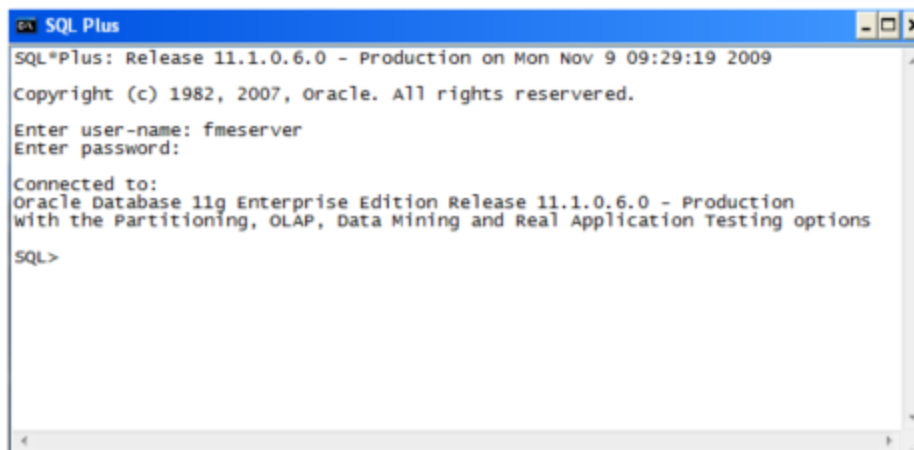 SQL Plus
SQL*Plus: Release 11.1.0.6.0 - Production on Mon Nov 9 09:29:19 2009
Copyright (c) 1982, 2007, Oracle. All rights reservered.
Enter user-name: fmeserver
Enter password:
Connected to:
Oracle Database 11g Enterprise Edition Release 11.1.0.6.0 - Production
With the Partitioning, OLAP, Data Mining and Real Application Testing options
SQL>